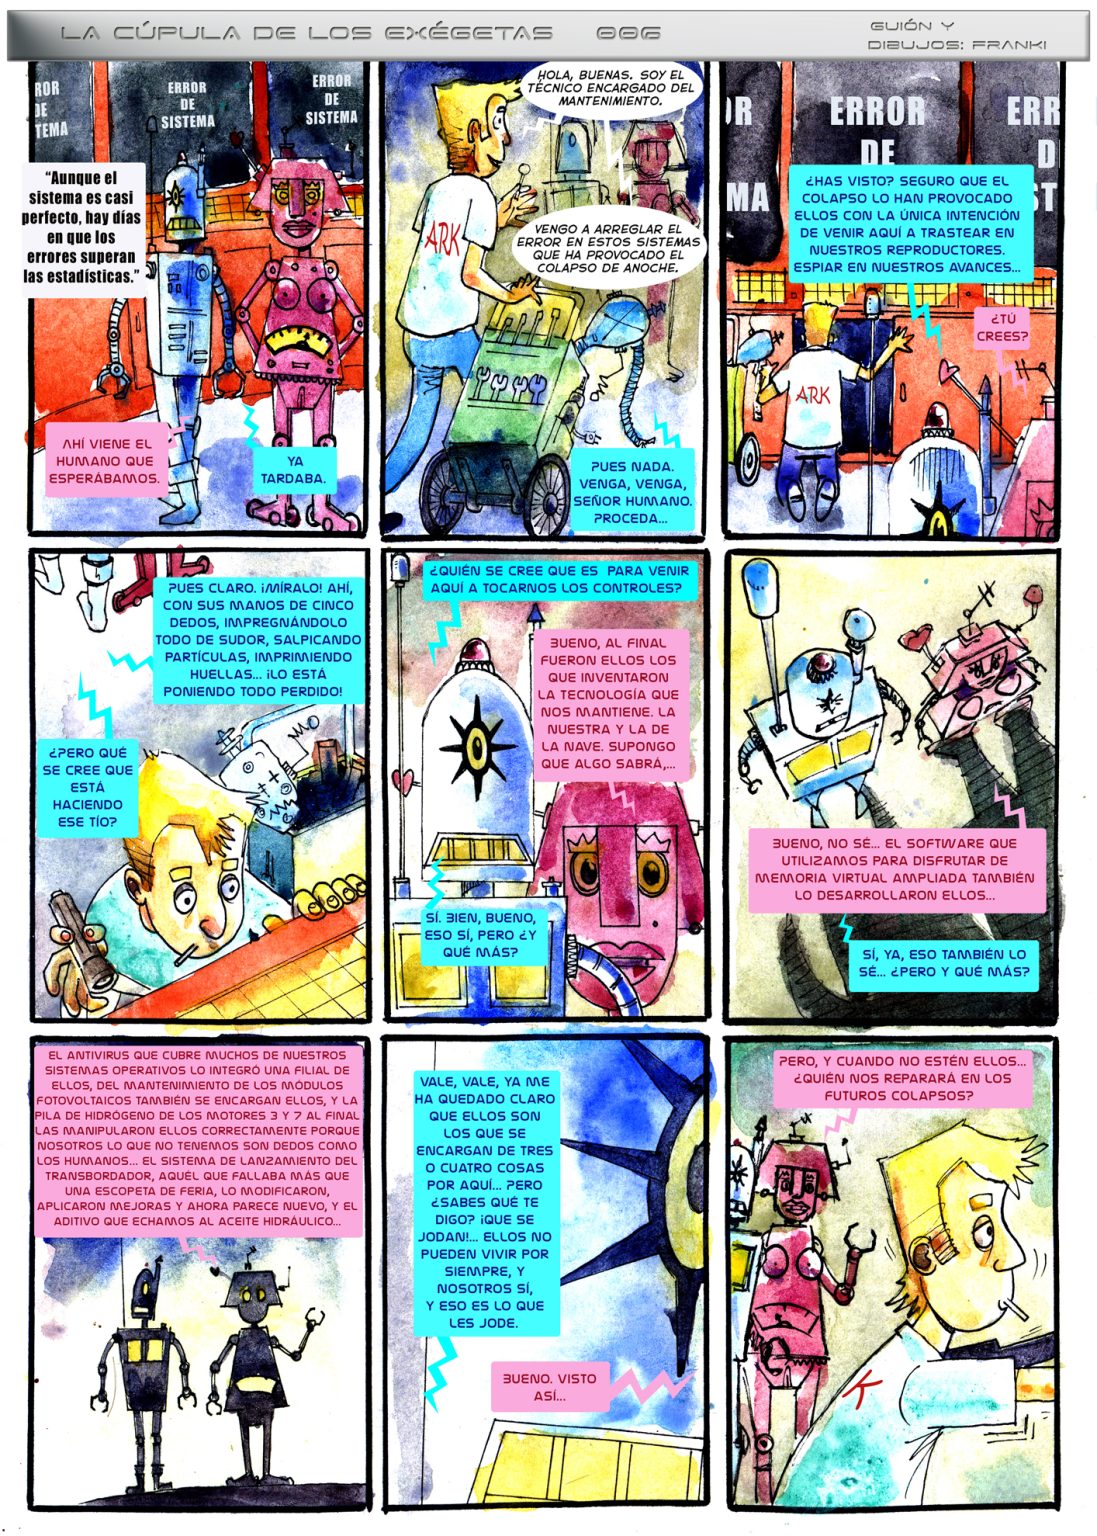 LA CÚPULA DE LOS EXÉGETAS 006
GUIÓN Y
DIBUJOS: FRANKI
ROR
DE
TEMA
ERROR
DE
SISTEMA
ERROR
DE
SISTEMA
"Aunque el
sistema es casi
perfecto, hay días
en que los
errores superan
las estadísticas."
AHÍ VIENE EL
HUMANO QUE
ESPERÁBAMOS.
YA
TARDABA.
HOLA, BUENAS. SOY EL
TÉCNICO ENCARGADO DEL
MANTENIMIENTO.
ARK
VENGO A ARREGLAR EL
ERROR EN ESTOS SISTEMAS
QUE HA PROVOCADO EL
COLAPSO DE ANOCHE.
PUES NADA.
VENGA, VENGA,
SEÑOR HUMANO.
PROCEDA...
OR
MA
ERROR
DE
ERR
D
ST
¿HAS VISTO? SEGURO QUE EL
COLAPSO LO HAN PROVOCADO
ELLOS CON LA ÚNICA INTENCIÓN
DE VENIR AQUÍ A TRASTEAR EN
NUESTROS REPRODUCTORES.
ESPIAR EN NUESTROS AVANCES...
¿TÚ
CREES?
ARK
PUES CLARO. ¡MÍRALO! AHÍ,
CON SUS MANOS DE CINCO
DEDOS, IMPREGNÁNDOLO
TODO DE SUDOR, SALPICANDO
PARTÍCULAS, IMPRIMIENDO
HUELLAS... ¡LO ESTÁ
PONIENDO TODO PERDIDO!
¿PERO QUÉ
SE CREE QUE
ESTÁ
HACIENDO
ESE TÍO?
¿QUIÉN SE CREE QUE ES PARA VENIR
AQUÍ A TOCARNOS LOS CONTROLES?
BUENO, AL FINAL
FUERON ELLOS LOS
QUE INVENTARON
LA TECNOLOGÍA QUE
NOS MANTIENE. LA
NUESTRA Y LA DE
LA NAVE. SUPONGO
QUE ALGO SABRÁ,...
SÍ. BIEN, BUENO,
ESO SÍ, PERO ¿Y
QUÉ MÁS?
BUENO, NO SÉ... EL SOFTWARE QUE
UTILIZAMOS PARA DISFRUTAR DE
MEMORIA VIRTUAL AMPLIADA TAMBIÉN
LO DESARROLLARON ELLOS...
SÍ, YA, ESO TAMBIÉN LO
SÉ... ¿PERO Y QUÉ MÁS?
EL ANTIVIRUS QUE CUBRE MUCHOS DE NUESTROS
SISTEMAS OPERATIVOS LO INTEGRÓ UNA FILIAL DE
ELLOS, DEL MANTENIMIENTO DE LOS MÓDULOS
FOTOVOLTAICOS TAMBIÉN SE ENCARGAN ELLOS, Y LA
PILA DE HIDRÓGENO DE LOS MOTORES 3 Y 7 AL FINAL
LAS MANIPULARON ELLOS CORRECTAMENTE PORQUE
NOSOTROS LO QUE NO TENEMOS SON DEDOS COMO
LOS HUMANOS... EL SISTEMA DE LANZAMIENTO DEL
TRANSBORDADOR, AQUÉL QUE FALLABA MÁS QUE
UNA ESCOPETA DE FERIA, LO MODIFICARON,
APLICARON MEJORAS Y AHORA PARECE NUEVO, Y EL
ADITIVO QUE ECHAMOS AL ACEITE HIDRÁULICO...
VALE, VALE, YA ME
HA QUEDADO CLARO
QUE ELLOS SON
LOS QUE SE
ENCARGAN DE TRES
O CUATRO COSAS
POR AQUÍ... PERO
¿SABES QUÉ TE
DIGO? ¡QUE SE
JODAN!... ELLOS NO
PUEDEN VIVIR POR
SIEMPRE, Y
NOSOTROS SÍ,
Y ESO ES LO QUE
LES JODE.
BUENO. VISTO
ASÍ...
PERO, Y CUANDO NO ESTÉN ELLOS...
¿QUIÉN NOS REPARARÁ EN LOS
FUTUROS COLAPSOS?
K